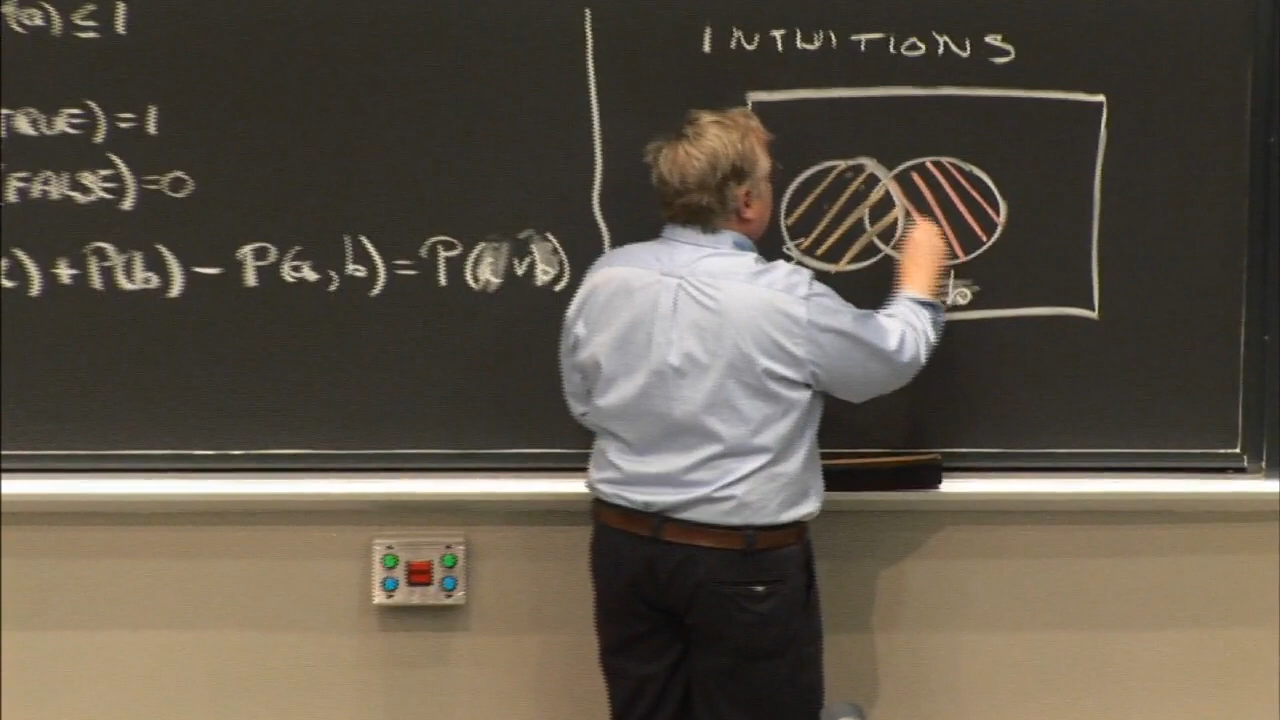 (a) ≤ 1
TRUE) = 1
(FALSE) = 0
) + P(b) - P(a, b) = P(a ∨ b)
INTUITIONS
b